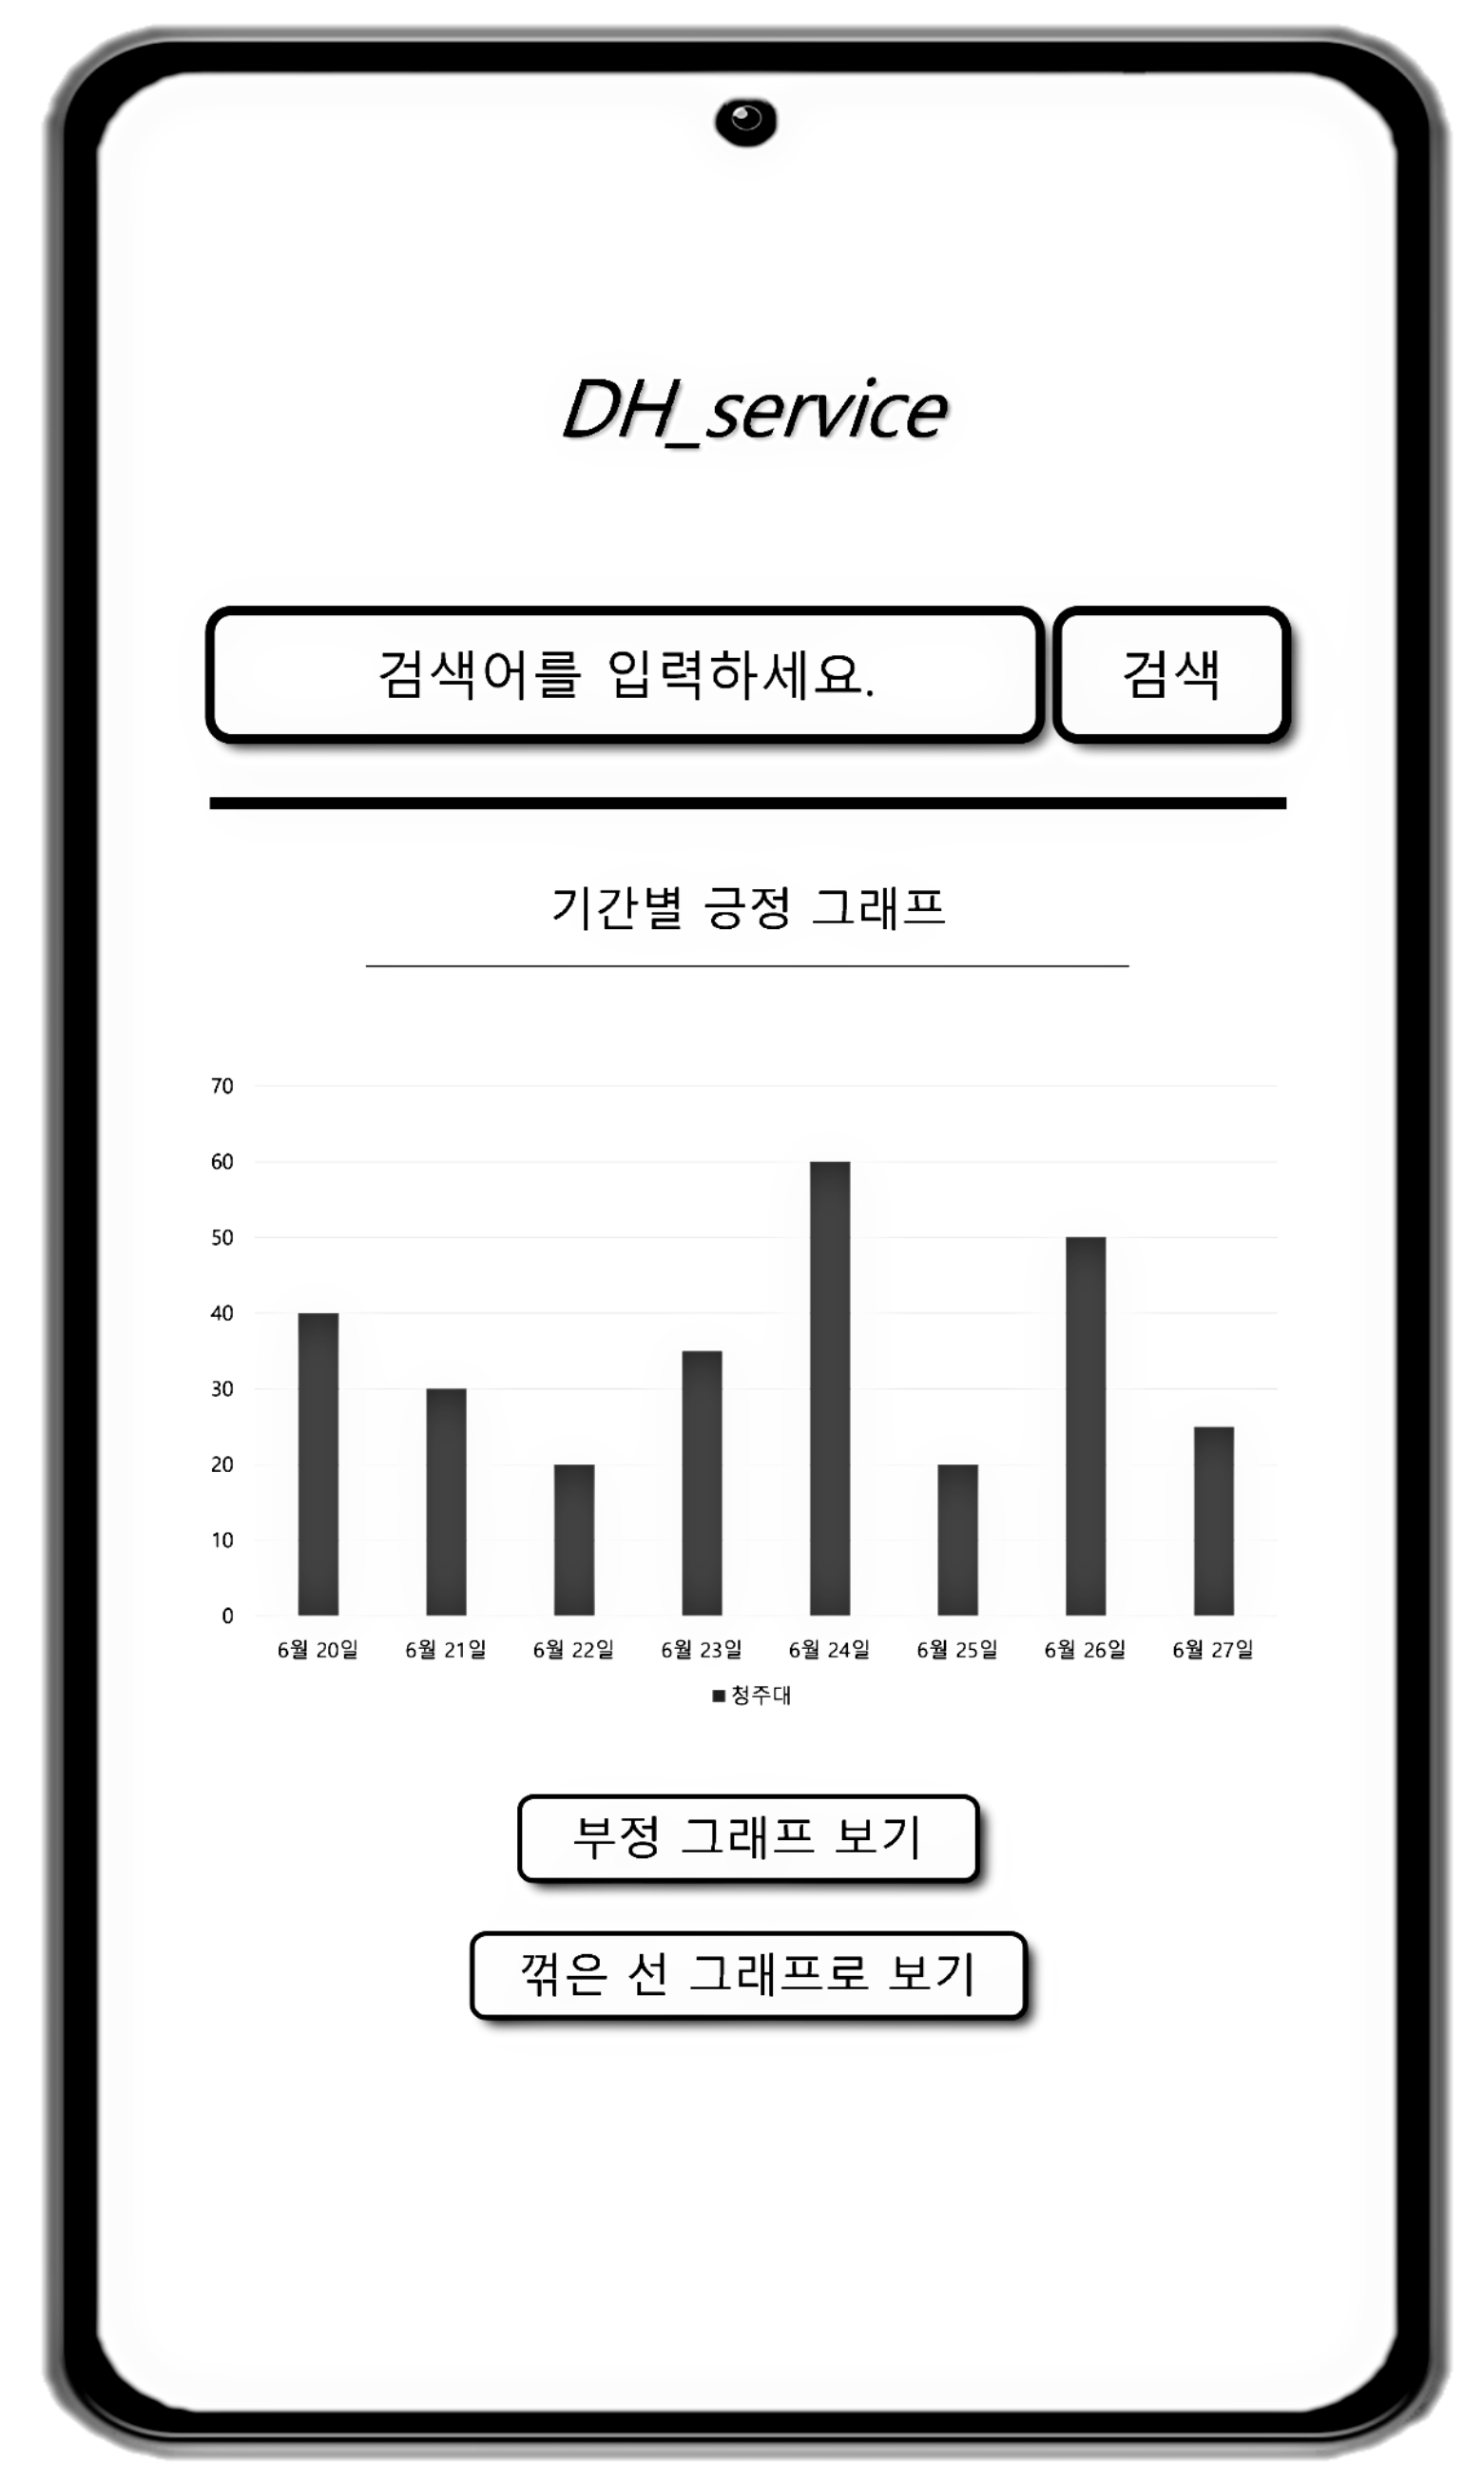 DH_service
검색어를 입력하세요. 검색
기간별 긍정 그래프
70
60
50
40
30
20
10
0
6월 20일 6월 21일 6월 22일 6월 23일 6월 24일 6월 25일 6월 26일 6월 27일
청주대
부정 그래프 보기
꺾은 선 그래프로 보기